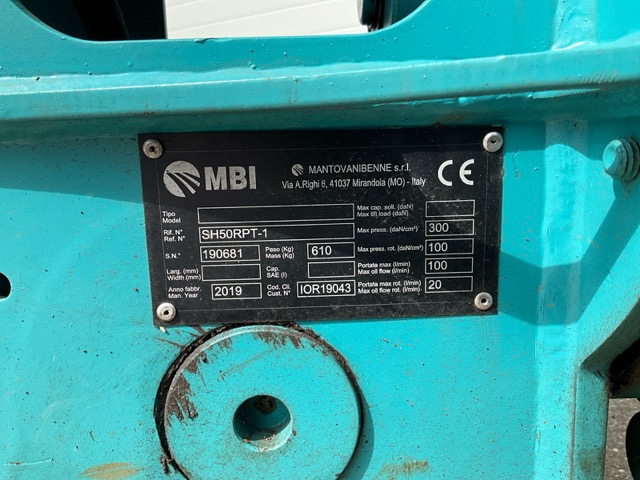 MBI
MANTOVANIBENNE s.r.l.
Via A.Righi 6, 41037 Mirandola (MO) - Italy
CE
Tipo
Model
Rif. N°
Ref. N°
SH50RPT-1
S.N.°
190681
Peso (Kg)
Mass (Kg)
610
Larg. (mm)
Width (mm)
Cap.
SAE (l)
Anno fabbr.
Man. Year
2019
Cod. Cli.
Cust. N°
IOR19043
Max cap. soll. (daN)
Max lift load (daN)
Max press. (daN/cm²)
300
Max press. rot. (daN/cm²)
100
Portata max (l/min)
Max oil flow (l/min)
100
Portata max rot. (l/min)
Max oil flow rot. (l/min)
20